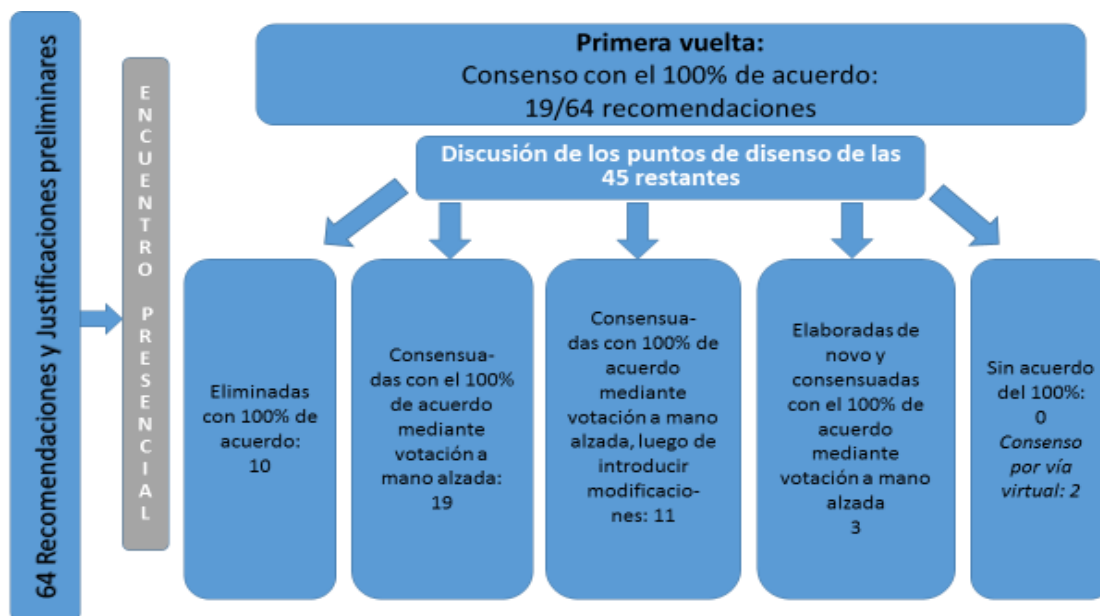 64 Recomendaciones y Justificaciones preliminares
ENCUENTRO PRESENCIAL
Primera vuelta:
Consenso con el 100% de acuerdo:
19/64 recomendaciones
Discusión de los puntos de disenso de las
45 restantes
Eliminadas
con 100% de
acuerdo:
10
Consensua-
das con el 100%
de acuerdo
mediante
votación a
mano alzada:
19
Consensua-
das con 100% de
acuerdo
mediante
votación a mano
alzada, luego de
introducir
modificacio-
nes: 11
Elaboradas de
novo y
consensuadas
con el 100% de
acuerdo
mediante
votación a mano
alzada
3
Sin acuerdo
del 100%:
0
Consenso
por vía
virtual: 2